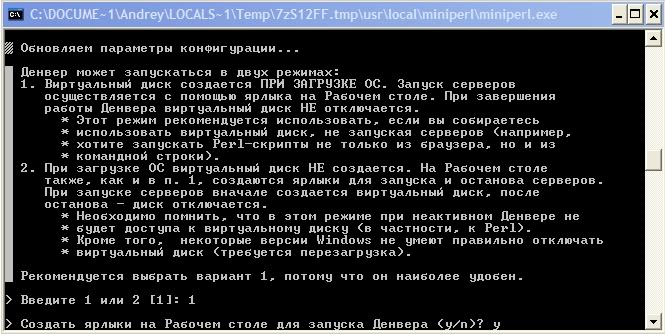 C:\DOCUME~1\Andrey\LOCALS~1\Temp\7zS12FF.tmp\usr\local\miniperl\miniperl.exe
Обновляем параметры конфигурации...
Денвер может запускаться в двух режимах:
1. Виртуальный диск создается ПРИ ЗАГРУЗКЕ ОС. Запуск серверов
осуществляется с помощью ярлыка на Рабочем столе. При завершения
работы Денвера виртуальный диск НЕ отключается.
* Этот режим рекомендуется использовать, если вы собираетесь
* использовать виртуальный диск, не запуская серверов (например,
* хотите запускать Perl-скрипты не только из браузера, но и из
* командной строки).
2. При загрузке ОС виртуальный диск НЕ создается. На Рабочем столе
также, как и в п. 1, создаются ярлыки для запуска и останова серверов.
При запуске серверов вначале создается виртуальный диск, после
останова - диск отключается.
* Необходимо помнить, что в этом режиме при неактивном Денвере не
* будет доступа к виртуальному диску (в частности, к Perl).
* Кроме того,  некоторые версии Windows не умеют правильно отключать
* виртуальный диск (требуется перезагрузка).
Рекомендуется выбрать вариант 1, потому что он наиболее удобен.
> Введите 1 или 2 [1]: 1
> Создать ярлыки на Рабочем столе для запуска Денвера (y/n)? y